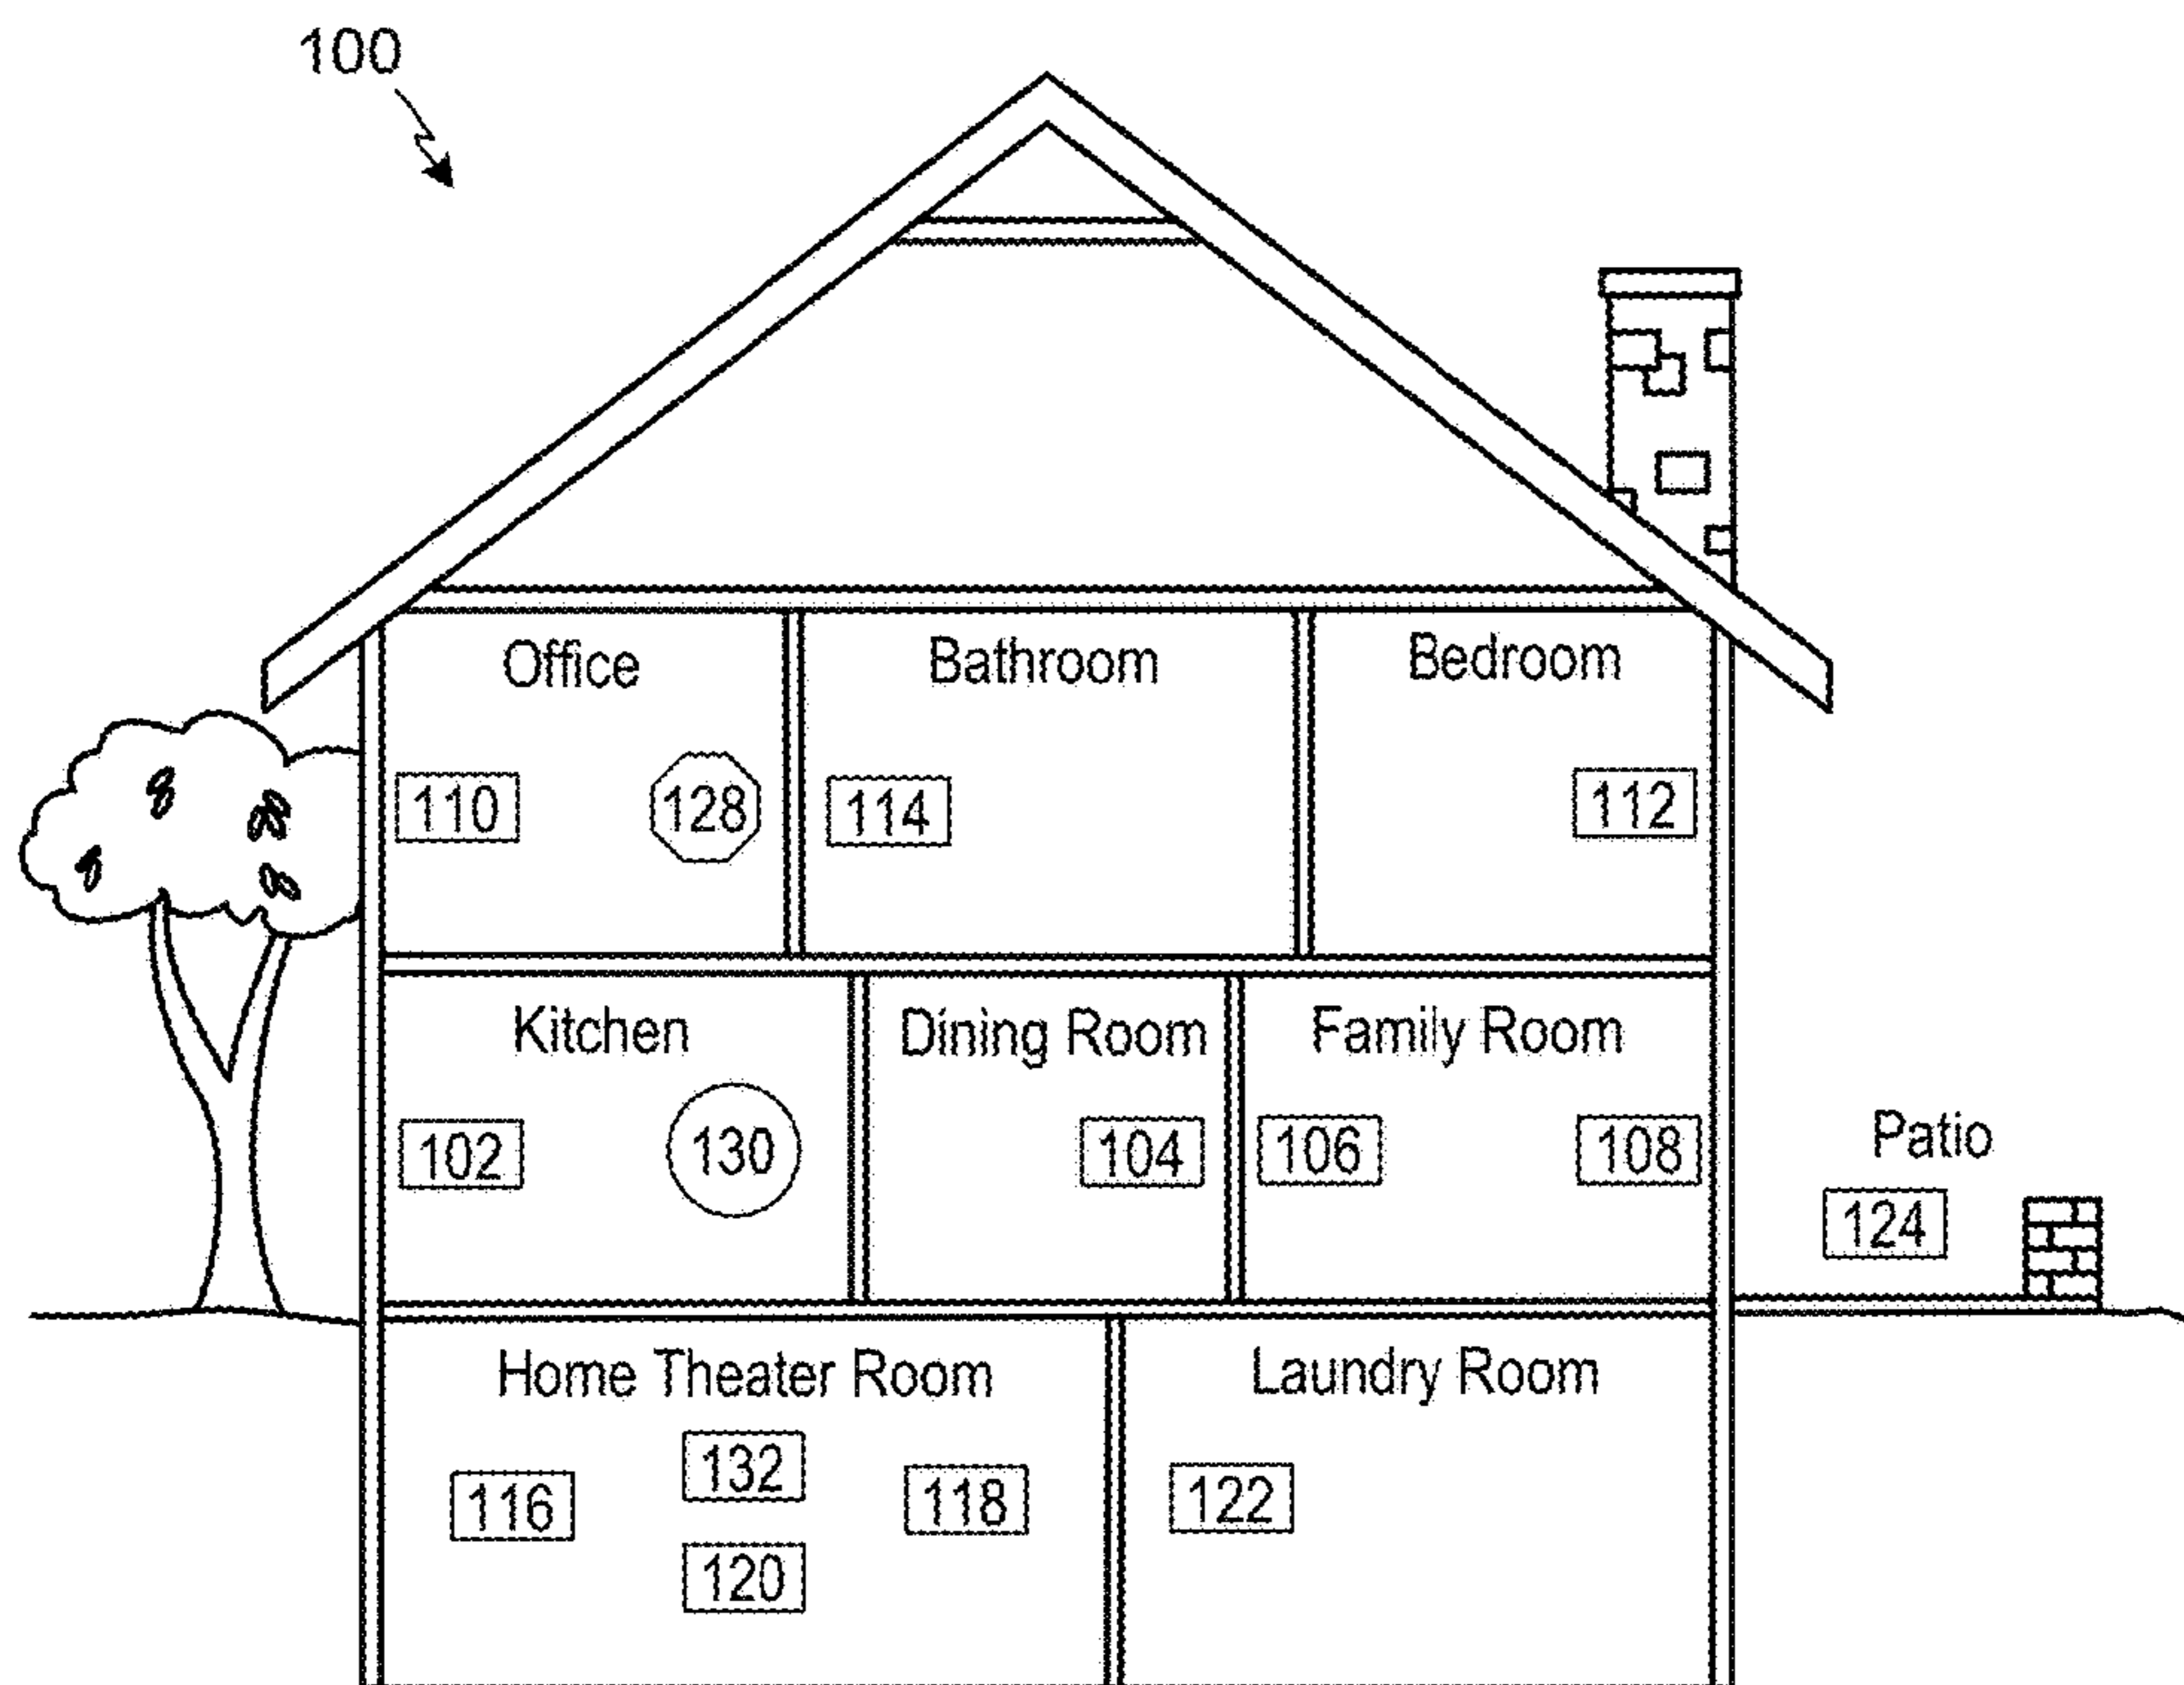 100
Office
Bathroom
Bedroom
110
128
114
112
Kitchen
Dining Room
Family Room
102
130
104
106
108
Patio
124
Home Theater Room
Laundry Room
116
132
118
120
122